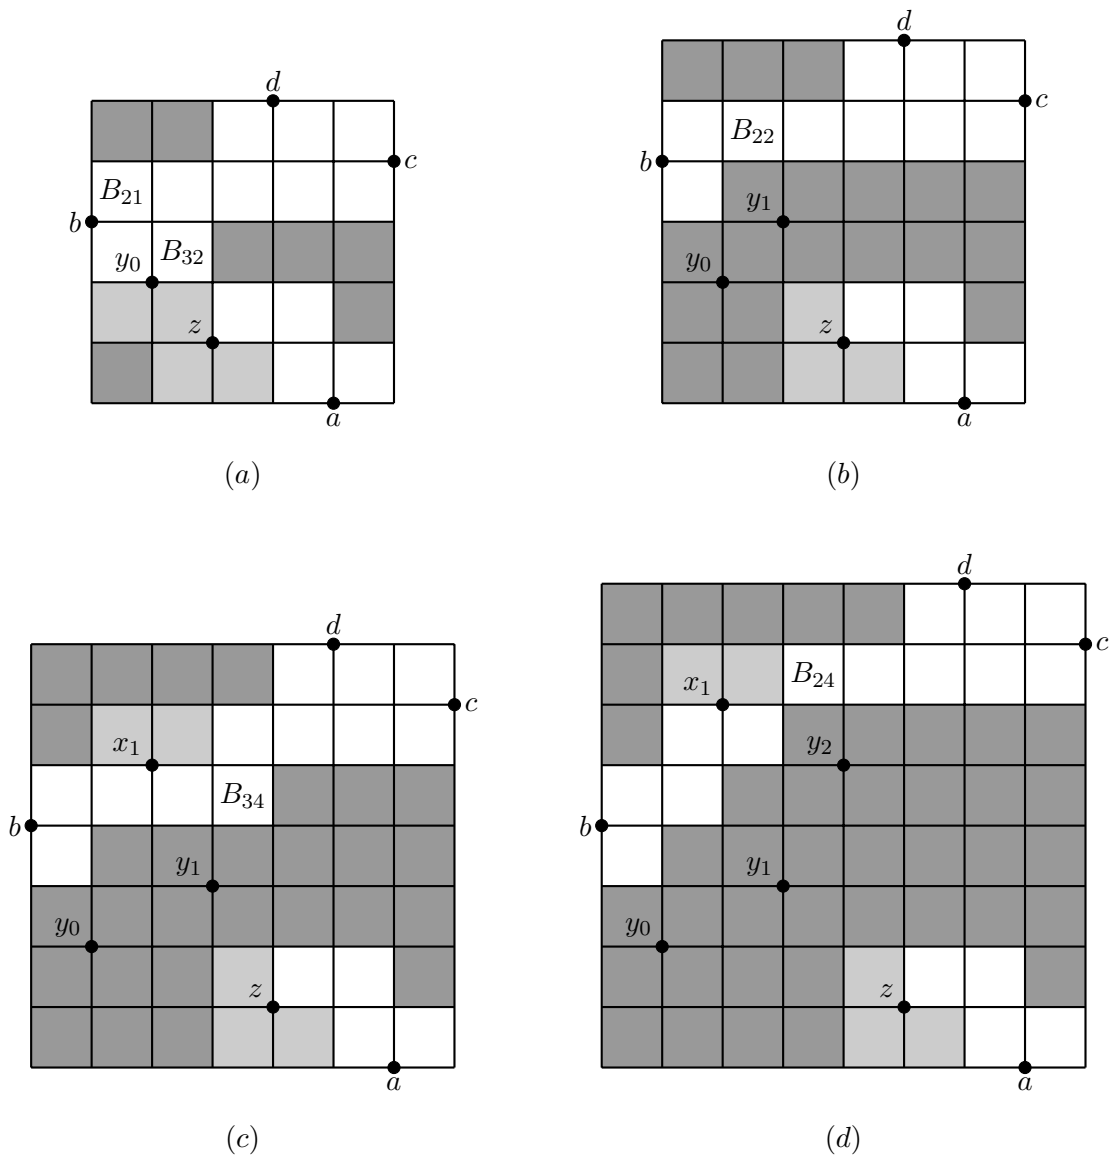 d
c
B₂₁
b
y₀
B₃₂
z
a
(a)
d
c
B₂₂
b
y₁
y₀
z
a
(b)
d
c
x₁
B₃₄
b
y₁
y₀
z
a
(c)
d
c
B₂₄
x₁
y₂
b
y₁
y₀
z
a
(d)